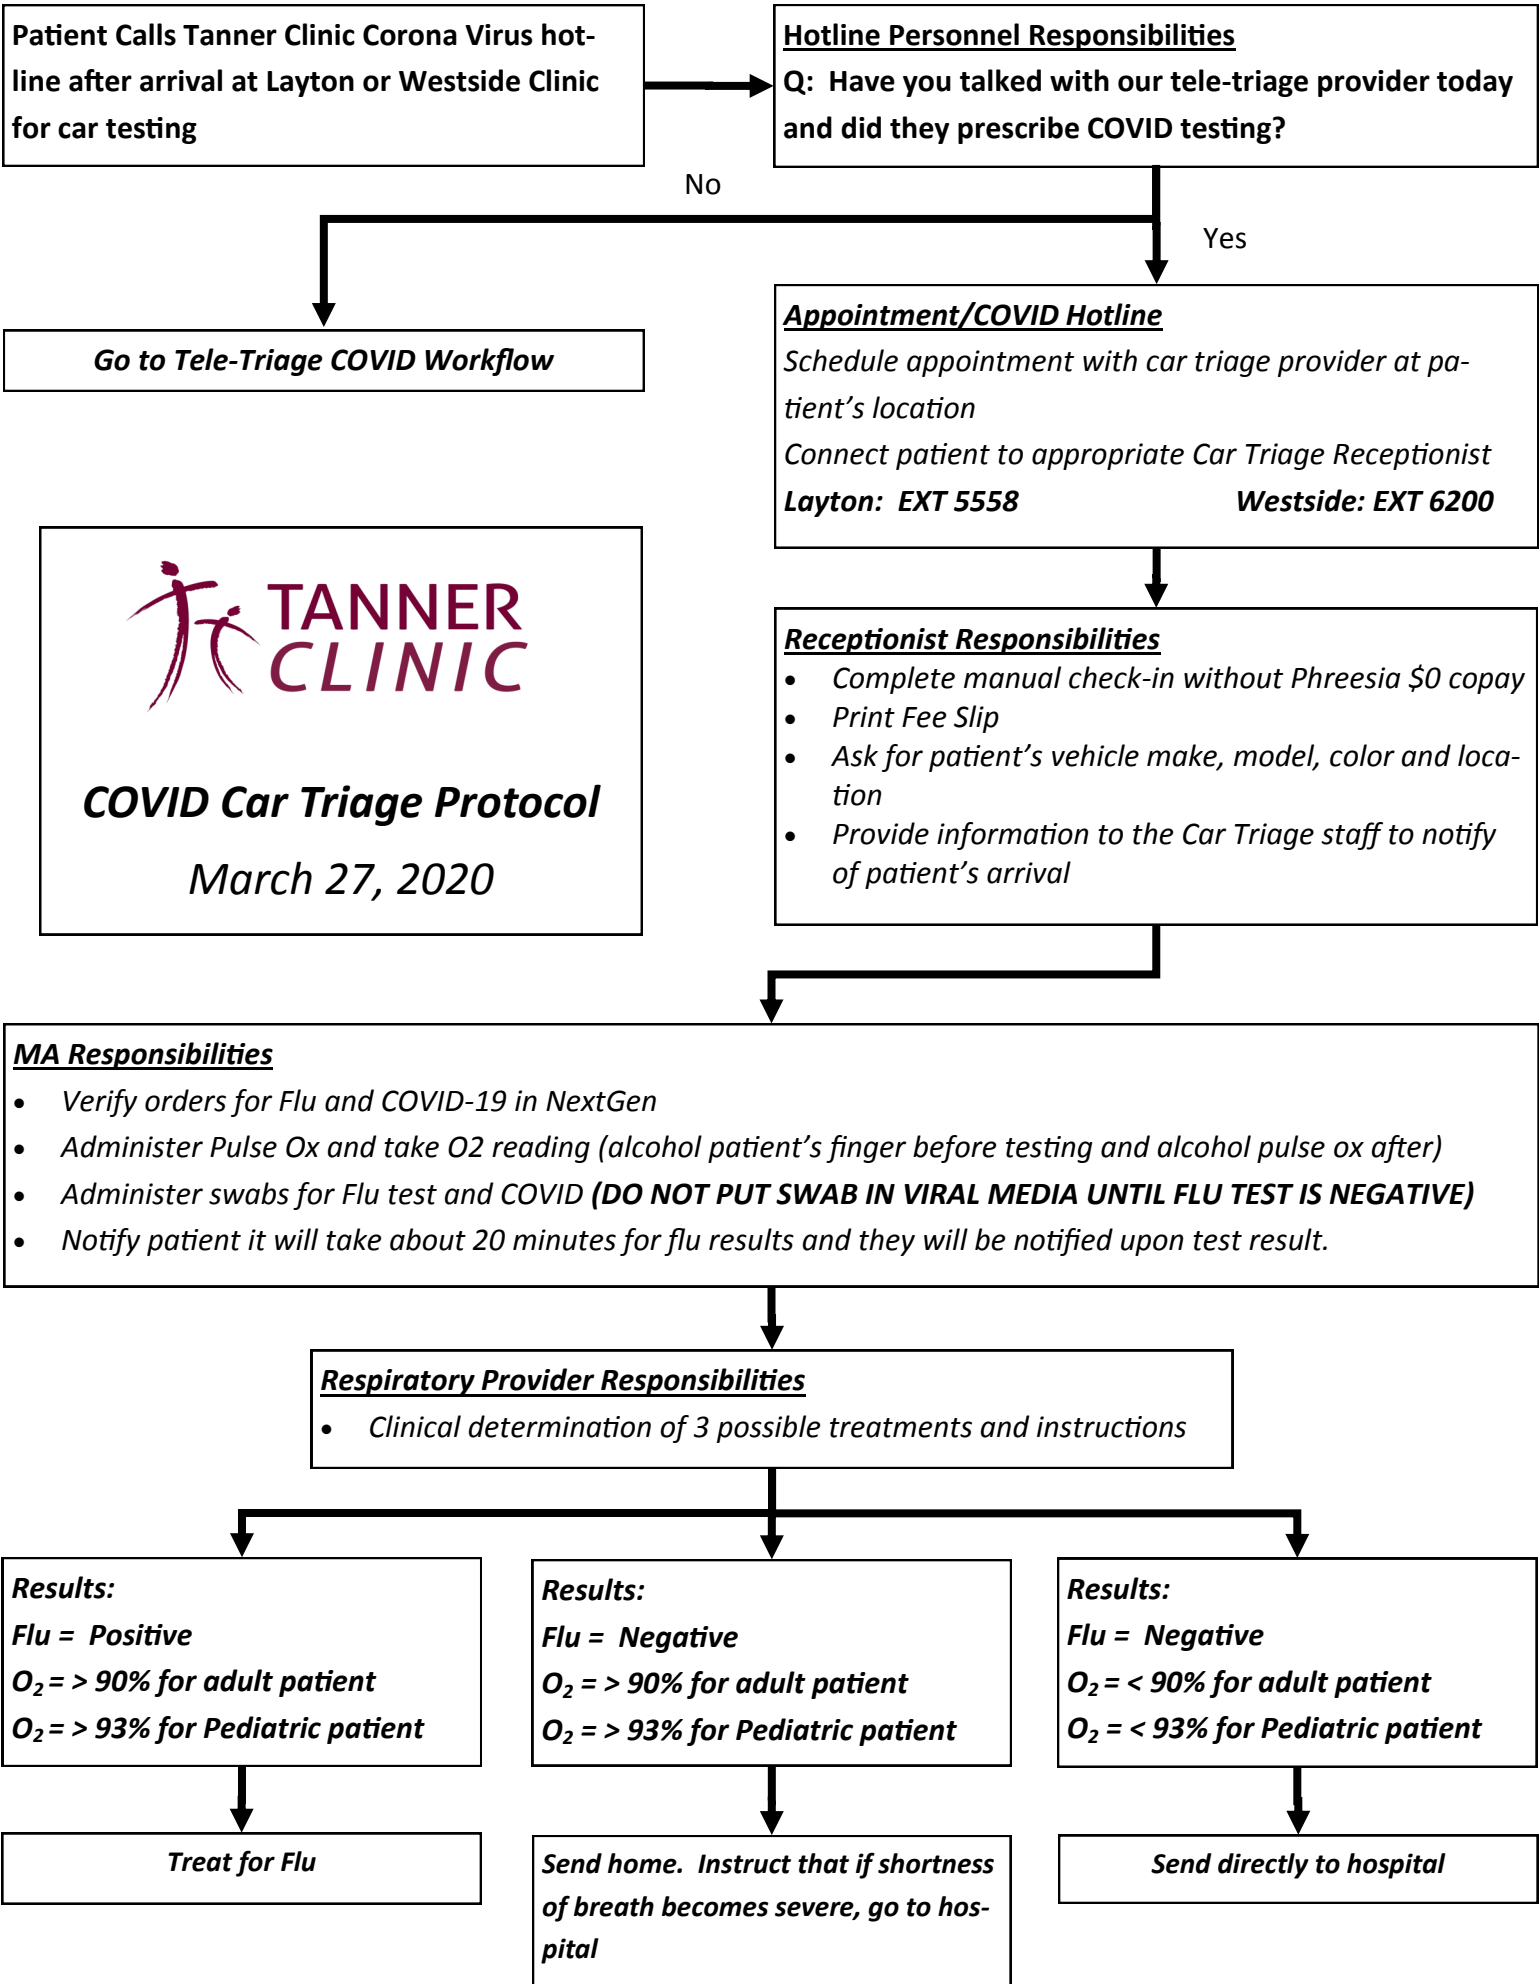 Patient Calls Tanner Clinic Corona Virus hot-
line after arrival at Layton or Westside Clinic
for car testing
Hotline Personnel Responsibilities
Q:  Have you talked with our tele-triage provider today
and did they prescribe COVID testing?
No
Yes
Go to Tele-Triage COVID Workflow
Appointment/COVID Hotline
Schedule appointment with car triage provider at pa-
tient's location
Connect patient to appropriate Car Triage Receptionist
Layton:  EXT 5558 Westside: EXT 6200
TANNER
CLINIC
COVID Car Triage Protocol
March 27, 2020
Receptionist Responsibilities
• Complete manual check-in without Phreesia $0 copay
• Print Fee Slip
• Ask for patient's vehicle make, model, color and loca-
tion
• Provide information to the Car Triage staff to notify
of patient's arrival
MA Responsibilities
• Verify orders for Flu and COVID-19 in NextGen
• Administer Pulse Ox and take O2 reading (alcohol patient's finger before testing and alcohol pulse ox after)
• Administer swabs for Flu test and COVID (DO NOT PUT SWAB IN VIRAL MEDIA UNTIL FLU TEST IS NEGATIVE)
• Notify patient it will take about 20 minutes for flu results and they will be notified upon test result.
Respiratory Provider Responsibilities
• Clinical determination of 3 possible treatments and instructions
Results:
Flu =  Positive
O₂ = > 90% for adult patient
O₂ = > 93% for Pediatric patient
Results:
Flu =  Negative
O₂ = > 90% for adult patient
O₂ = > 93% for Pediatric patient
Results:
Flu =  Negative
O₂ = < 90% for adult patient
O₂ = < 93% for Pediatric patient
Treat for Flu
Send home.  Instruct that if shortness
of breath becomes severe, go to hos-
pital
Send directly to hospital